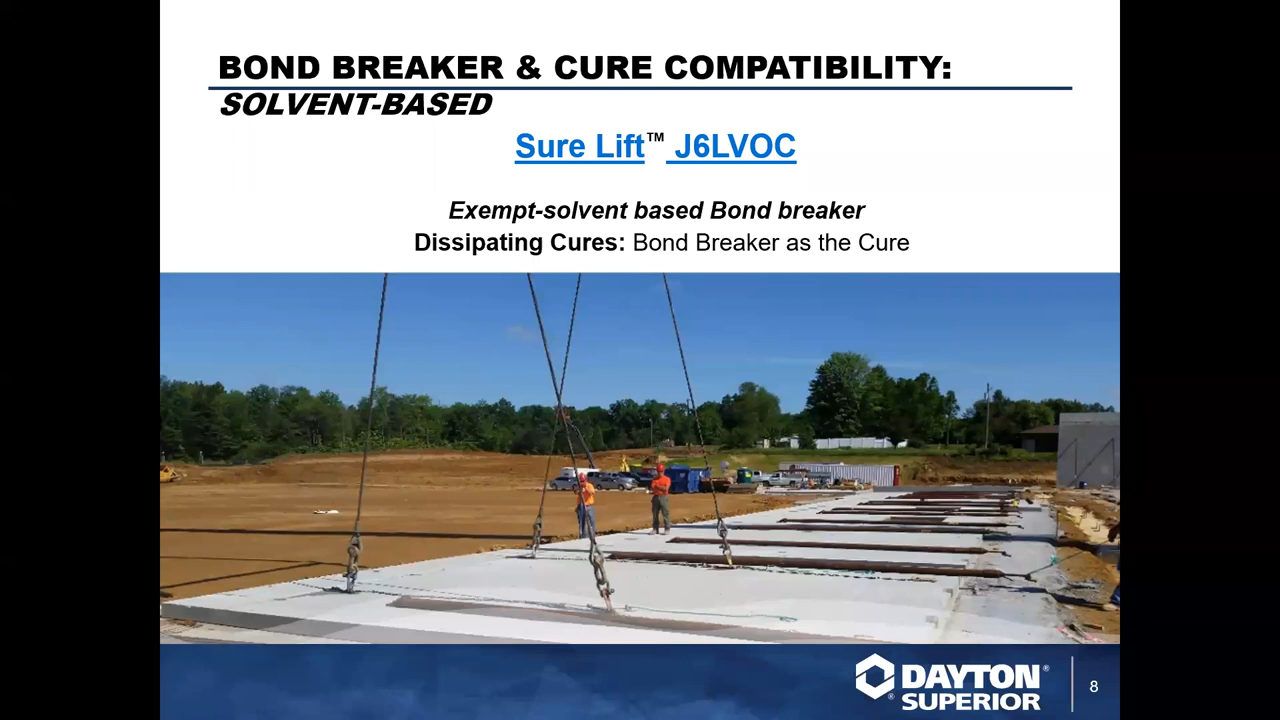 BOND BREAKER & CURE COMPATIBILITY:
SOLVENT-BASED
Sure Lift™ J6LVOC
Exempt-solvent based Bond breaker
Dissipating Cures: Bond Breaker as the Cure
DAYTON®
® SUPERIOR
8